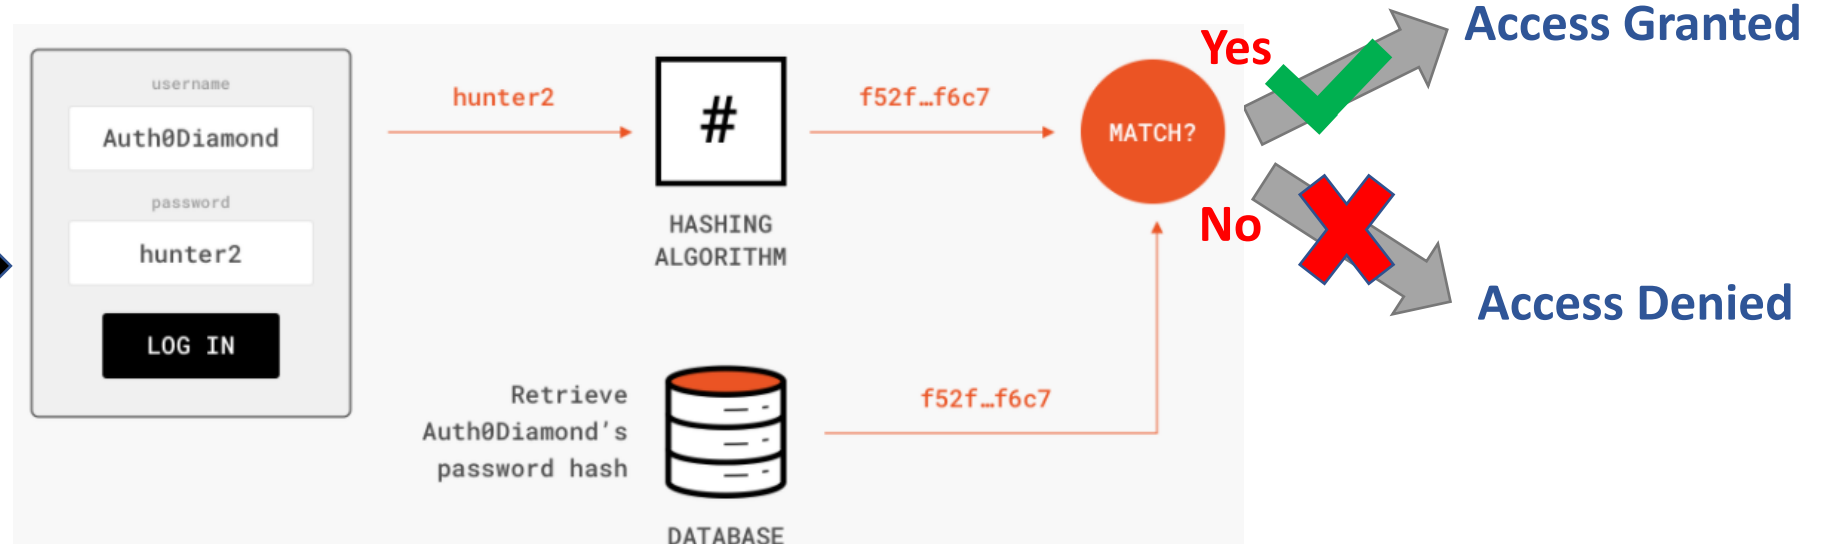 username
Auth0Diamond
password
hunter2
LOG IN
hunter2
#
HASHING
ALGORITHM
f52f…f6c7
MATCH?
Retrieve
Auth0Diamond’s
password hash
DATABASE
f52f…f6c7
Yes
Access Granted
No
Access Denied